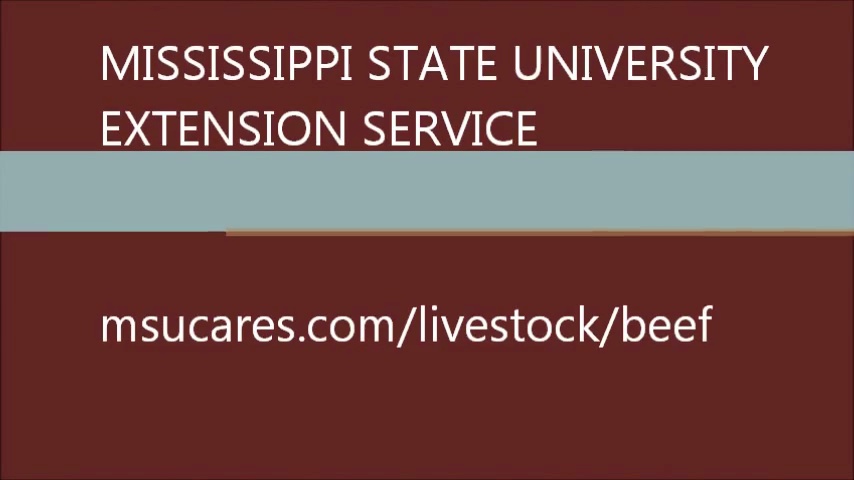 MISSISSIPPI STATE UNIVERSITY
EXTENSION SERVICE
msucares.com/livestock/beef